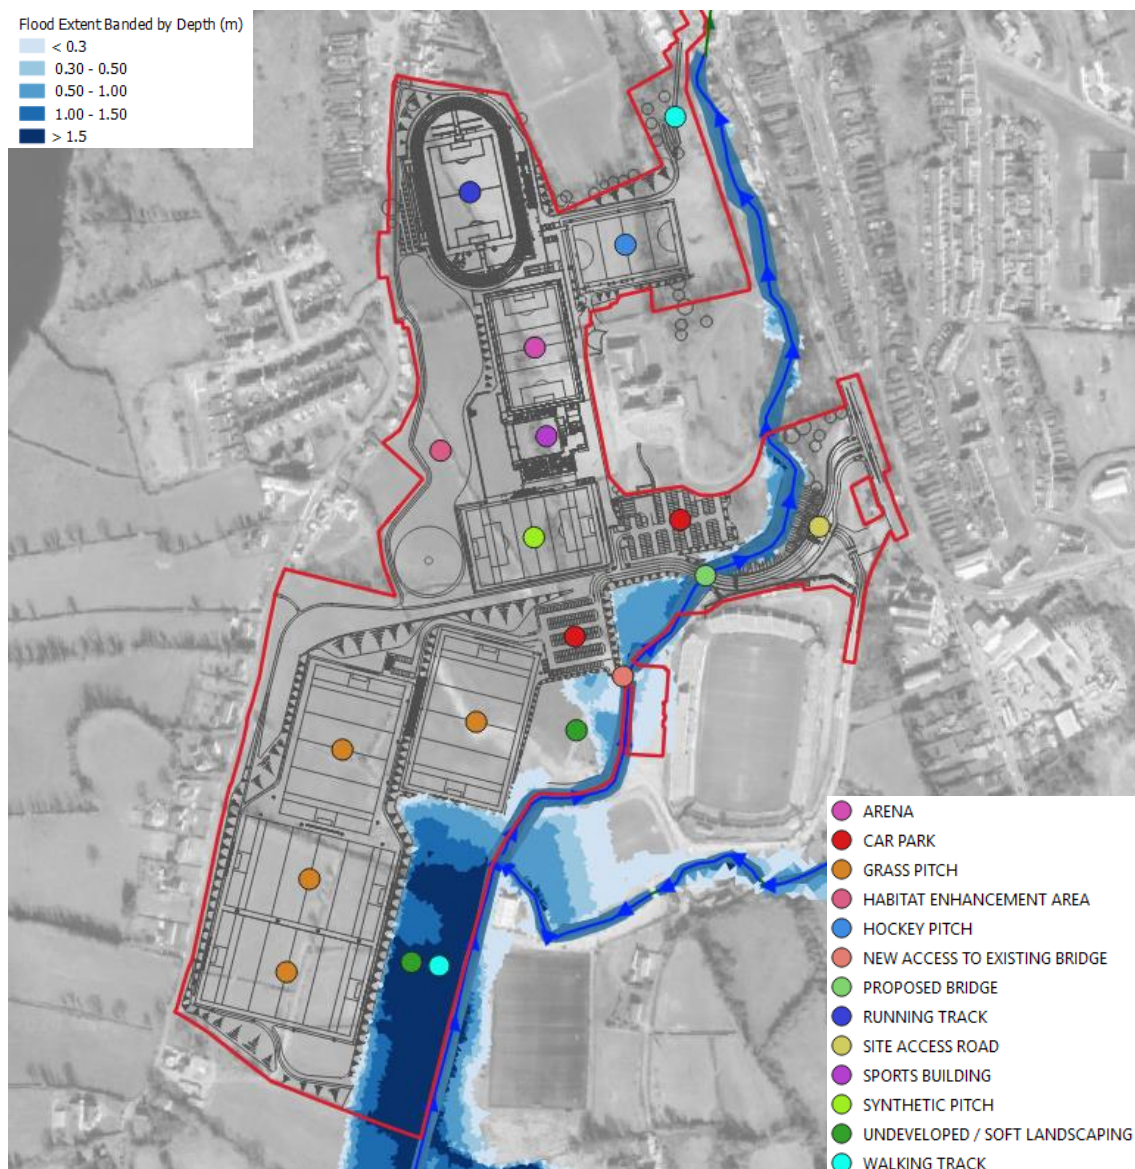 Flood Extent Banded by Depth (m)
< 0.3
0.30 - 0.50
0.50 - 1.00
1.00 - 1.50
> 1.5
ARENA
CAR PARK
GRASS PITCH
HABITAT ENHANCEMENT AREA
HOCKEY PITCH
NEW ACCESS TO EXISTING BRIDGE
PROPOSED BRIDGE
RUNNING TRACK
SITE ACCESS ROAD
SPORTS BUILDING
SYNTHETIC PITCH
UNDEVELOPED / SOFT LANDSCAPING
WALKING TRACK